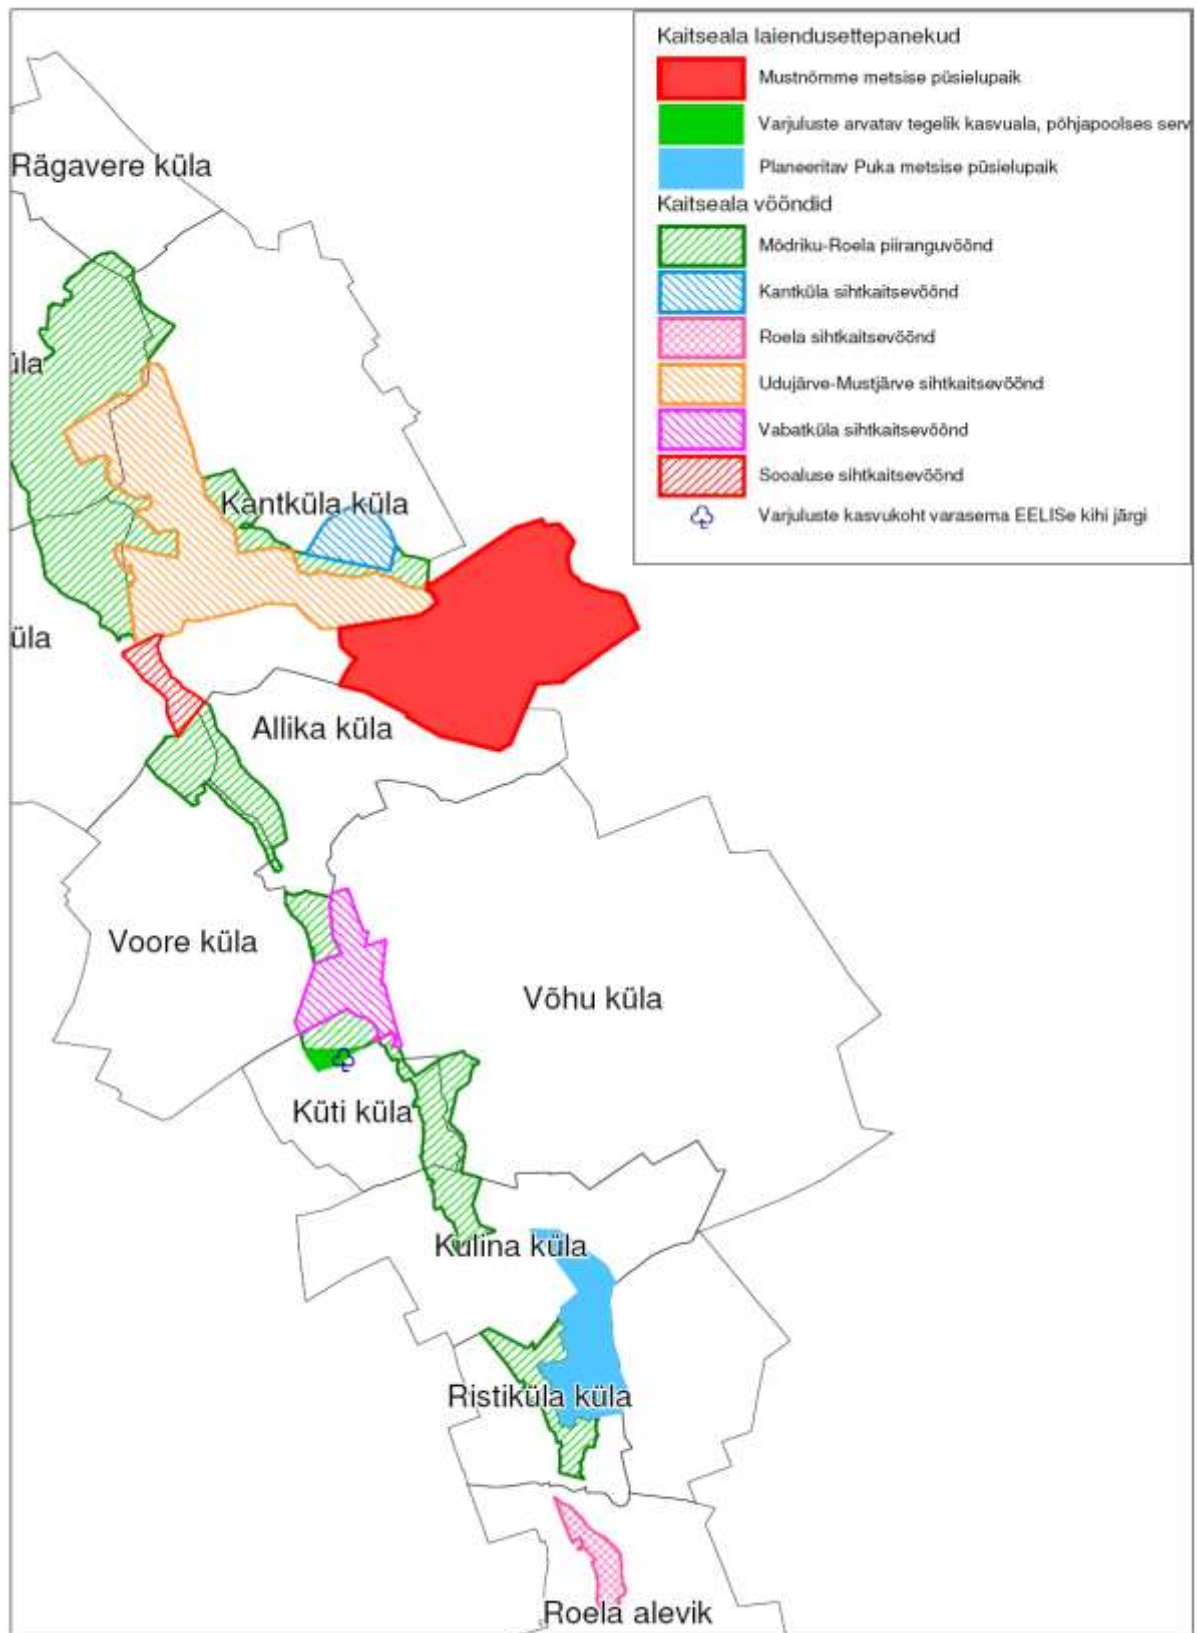 Kaitseala laiendusettepanekud
Mustnõmme metsise püsielupaik
Varjuluste arvatav tegelik kasvuala, põhjapoolses serv
Planeeritav Puka metsise püsielupaik
Kaitseala vööndid
Mõdriku-Roela piiranguvöönd
Kantküla sihtkaitsevöönd
Roela sihtkaitsevöönd
Udujärve-Mustjärve sihtkaitsevöönd
Vabatküla sihtkaitsevöönd
Sooaluse sihtkaitsevöönd
Varjuluste kasvukoht varasema EELISe kihi järgi
Rägavere küla
üla
Kantküla küla
üla
Allika küla
Voore küla
Võhu küla
Küti küla
Kulina küla
Ristiküla küla
Roela alevik